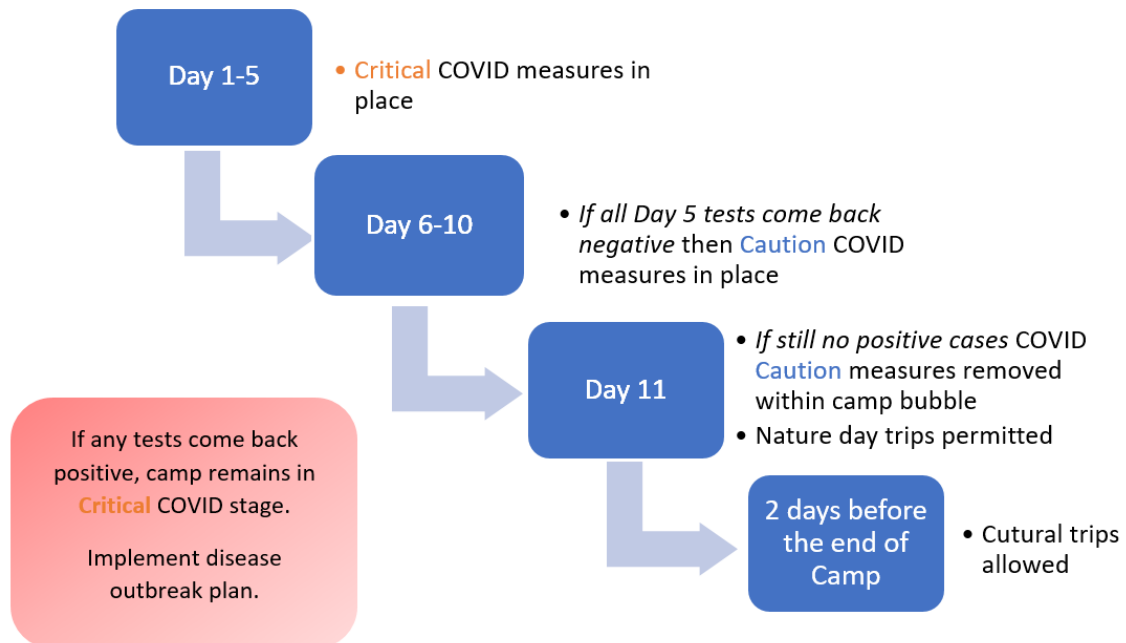 Day 1-5
• Critical COVID measures in
place
Day 6-10
• If all Day 5 tests come back
negative then Caution COVID
measures in place
Day 11
• If still no positive cases COVID
Caution measures removed
within camp bubble
• Nature day trips permitted
If any tests come back
positive, camp remains in
Critical COVID stage.
Implement disease
outbreak plan.
2 days before
the end of
Camp
• Cutural trips
allowed